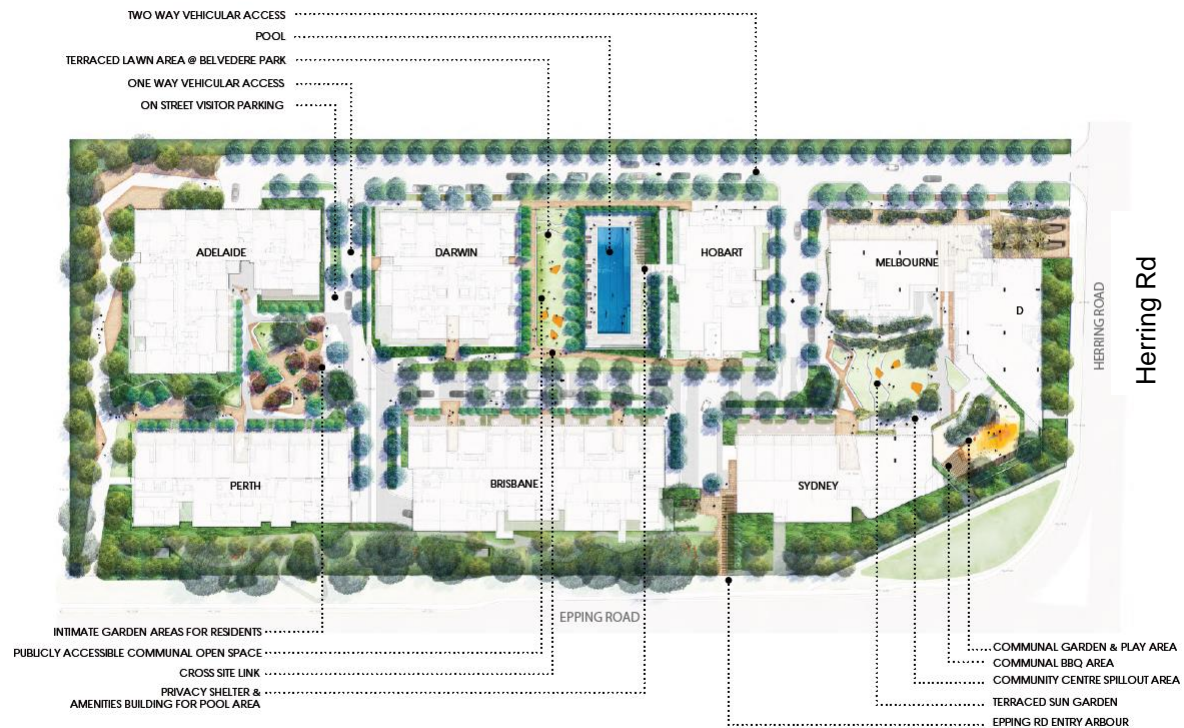 TWO WAY VEHICULAR ACCESS
POOL
TERRACED LAWN AREA @ BELVEDERE PARK
ONE WAY VEHICULAR ACCESS
ON STREET VISITOR PARKING
ADELAIDE
DARWIN
HOBART
MELBOURNE
D
HERRING ROAD
Herring Rd
PERTH
BRISBANE
SYDNEY
EPPING ROAD
INTIMATE GARDEN AREAS FOR RESIDENTS
PUBLICLY ACCESSIBLE COMMUNAL OPEN SPACE
CROSS SITE LINK
PRIVACY SHELTER &
AMENITIES BUILDING FOR POOL AREA
COMMUNAL GARDEN & PLAY AREA
COMMUNAL BBQ AREA
COMMUNITY CENTRE SPILLOUT AREA
TERRACED SUN GARDEN
EPPING RD ENTRY ARBOUR